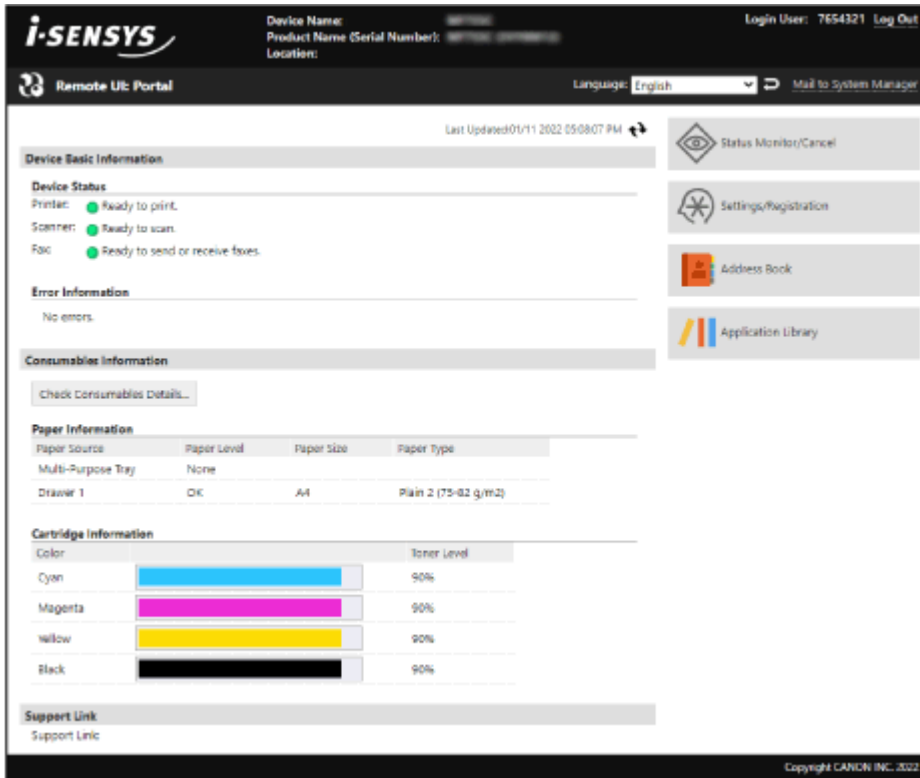 i-SENSYS
Device Name:
Product Name (Serial Number):
Location:
Login User: 7654321 Log Out
Remote UI: Portal
Language: English
Mail to System Manager
Last Updated:01/11 2022 05:08:07 PM
Device Basic Information
Device Status
Printer: Ready to print.
Scanner: Ready to scan.
Fax: Ready to send or receive faxes.
Error Information
No errors.
Consumables Information
Check Consumables Details...
Paper Information
Paper Source Paper Level Paper Size Paper Type
Multi-Purpose Tray None
Drawer 1 OK A4 Plain 2 (75-82 g/m2)
Cartridge Information
Color Toner Level
Cyan 90%
Magenta 90%
Yellow 90%
Black 90%
Support Link
Support Link:
Status Monitor/Cancel
Settings/Registration
Address Book
Application Library
Copyright CANON INC. 2022